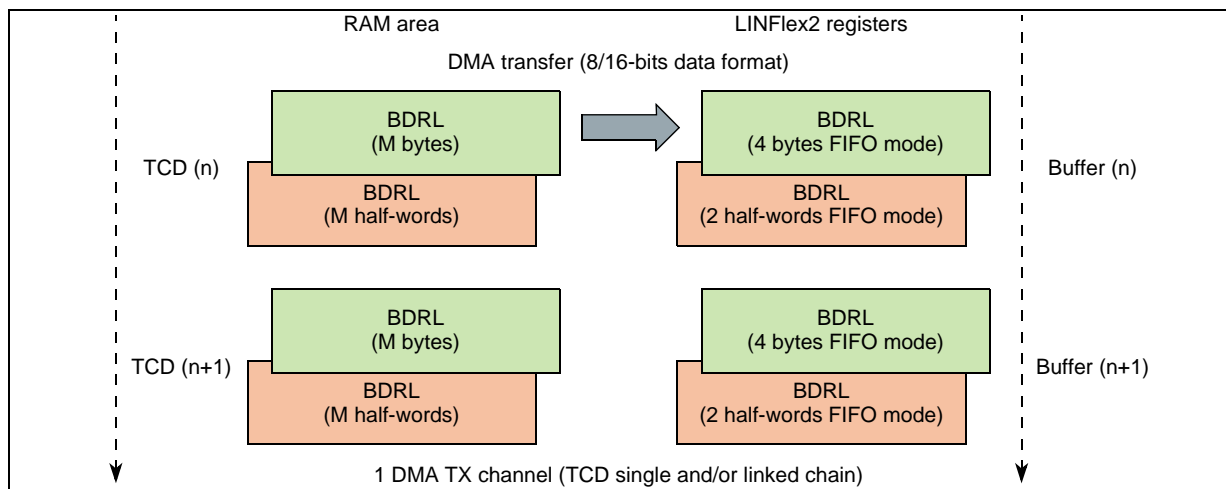 RAM area
LINFlex2 registers
DMA transfer (8/16-bits data format)
BDRL
(M bytes)
BDRL
(4 bytes FIFO mode)
TCD (n)
BDRL
(M half-words)
BDRL
(2 half-words FIFO mode)
Buffer (n)
BDRL
(M bytes)
BDRL
(4 bytes FIFO mode)
TCD (n+1)
BDRL
(M half-words)
BDRL
(2 half-words FIFO mode)
Buffer (n+1)
1 DMA TX channel (TCD single and/or linked chain)